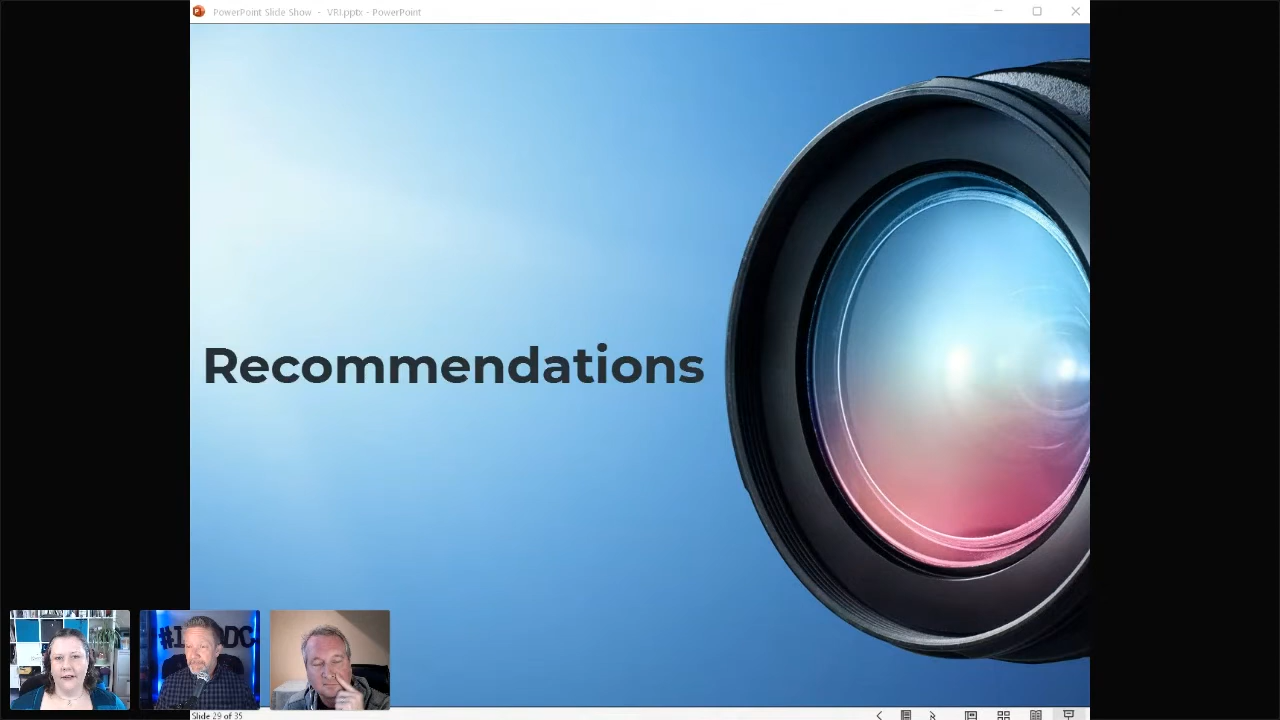 PowerPoint Slide Show - VRI.pptx - PowerPoint
Recommendations
Slide 29 of 35